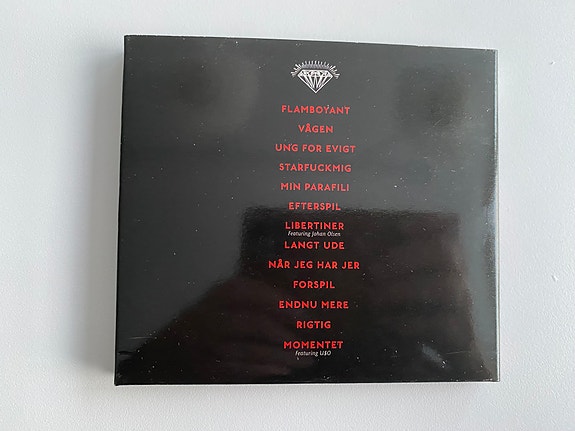 FLAMBOYANT
VÅGEN
UNG FOR EVIGT
STARFUCKMIG
MIN PARAFILI
EFTERSPIL
LIBERTINER
Featuring Johan Olsen
LANGT UDE
NÅR JEG HAR JER
FORSPIL
ENDNU MERE
RIGTIG
MOMENTET
Featuring U$O